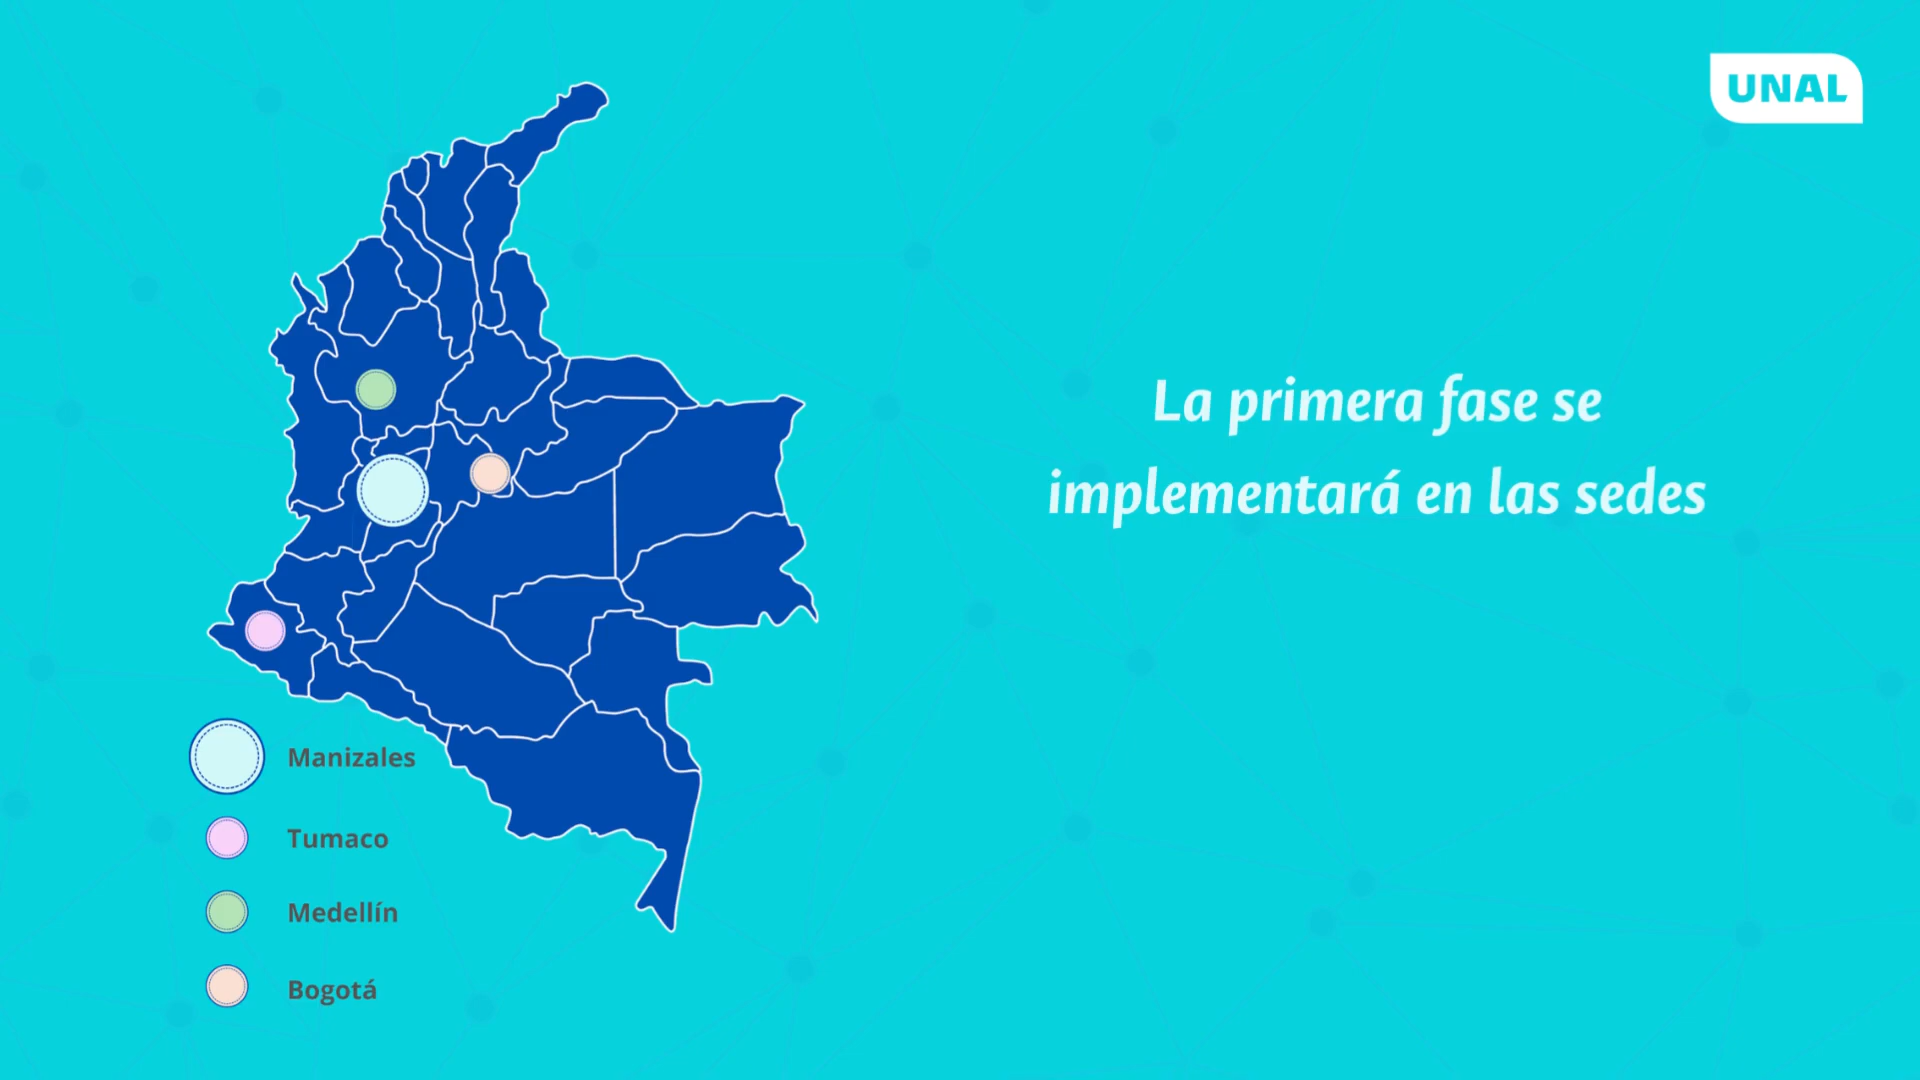 UNAL
La primera fase se
implementará en las sedes
Manizales
Tumaco
Medellín
Bogotá